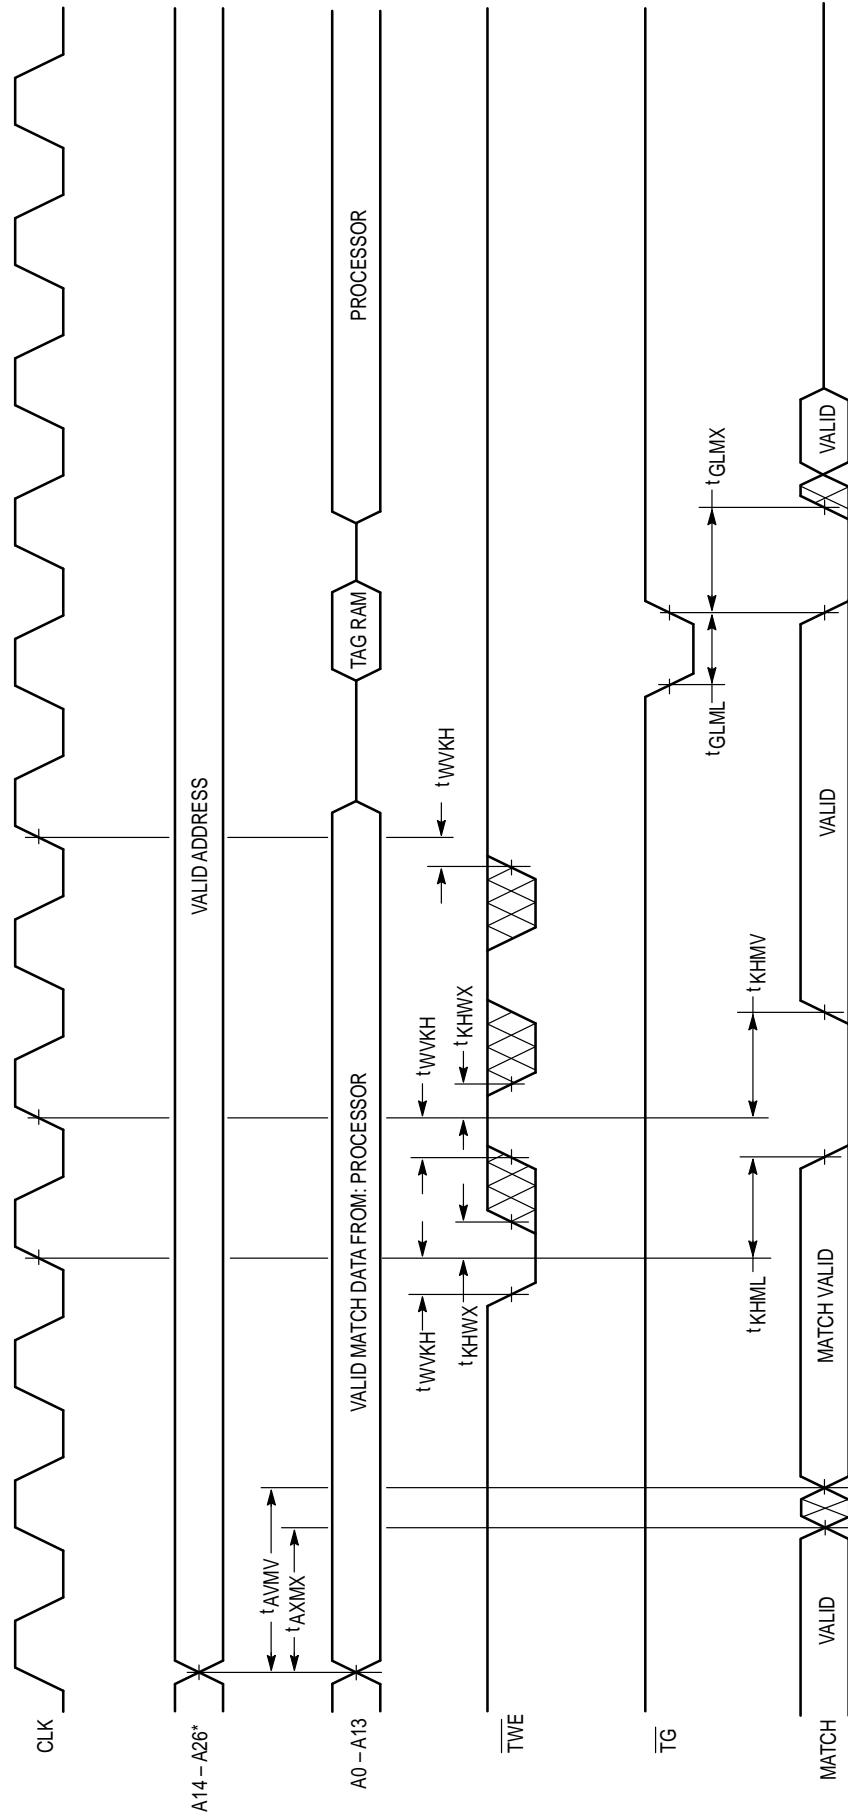 CLK
A14 – A26*
VALID ADDRESS
tAVMV
tAXMX
A0 – A13
VALID MATCH DATA FROM: PROCESSOR
TAG RAM
PROCESSOR
tWVKH
tWVKH
tWVKH
tKHWX
tKHWX
TWE
TG
tGLML
tGLMX
tKHML
tKHMV
MATCH
VALID
MATCH VALID
VALID
VALID